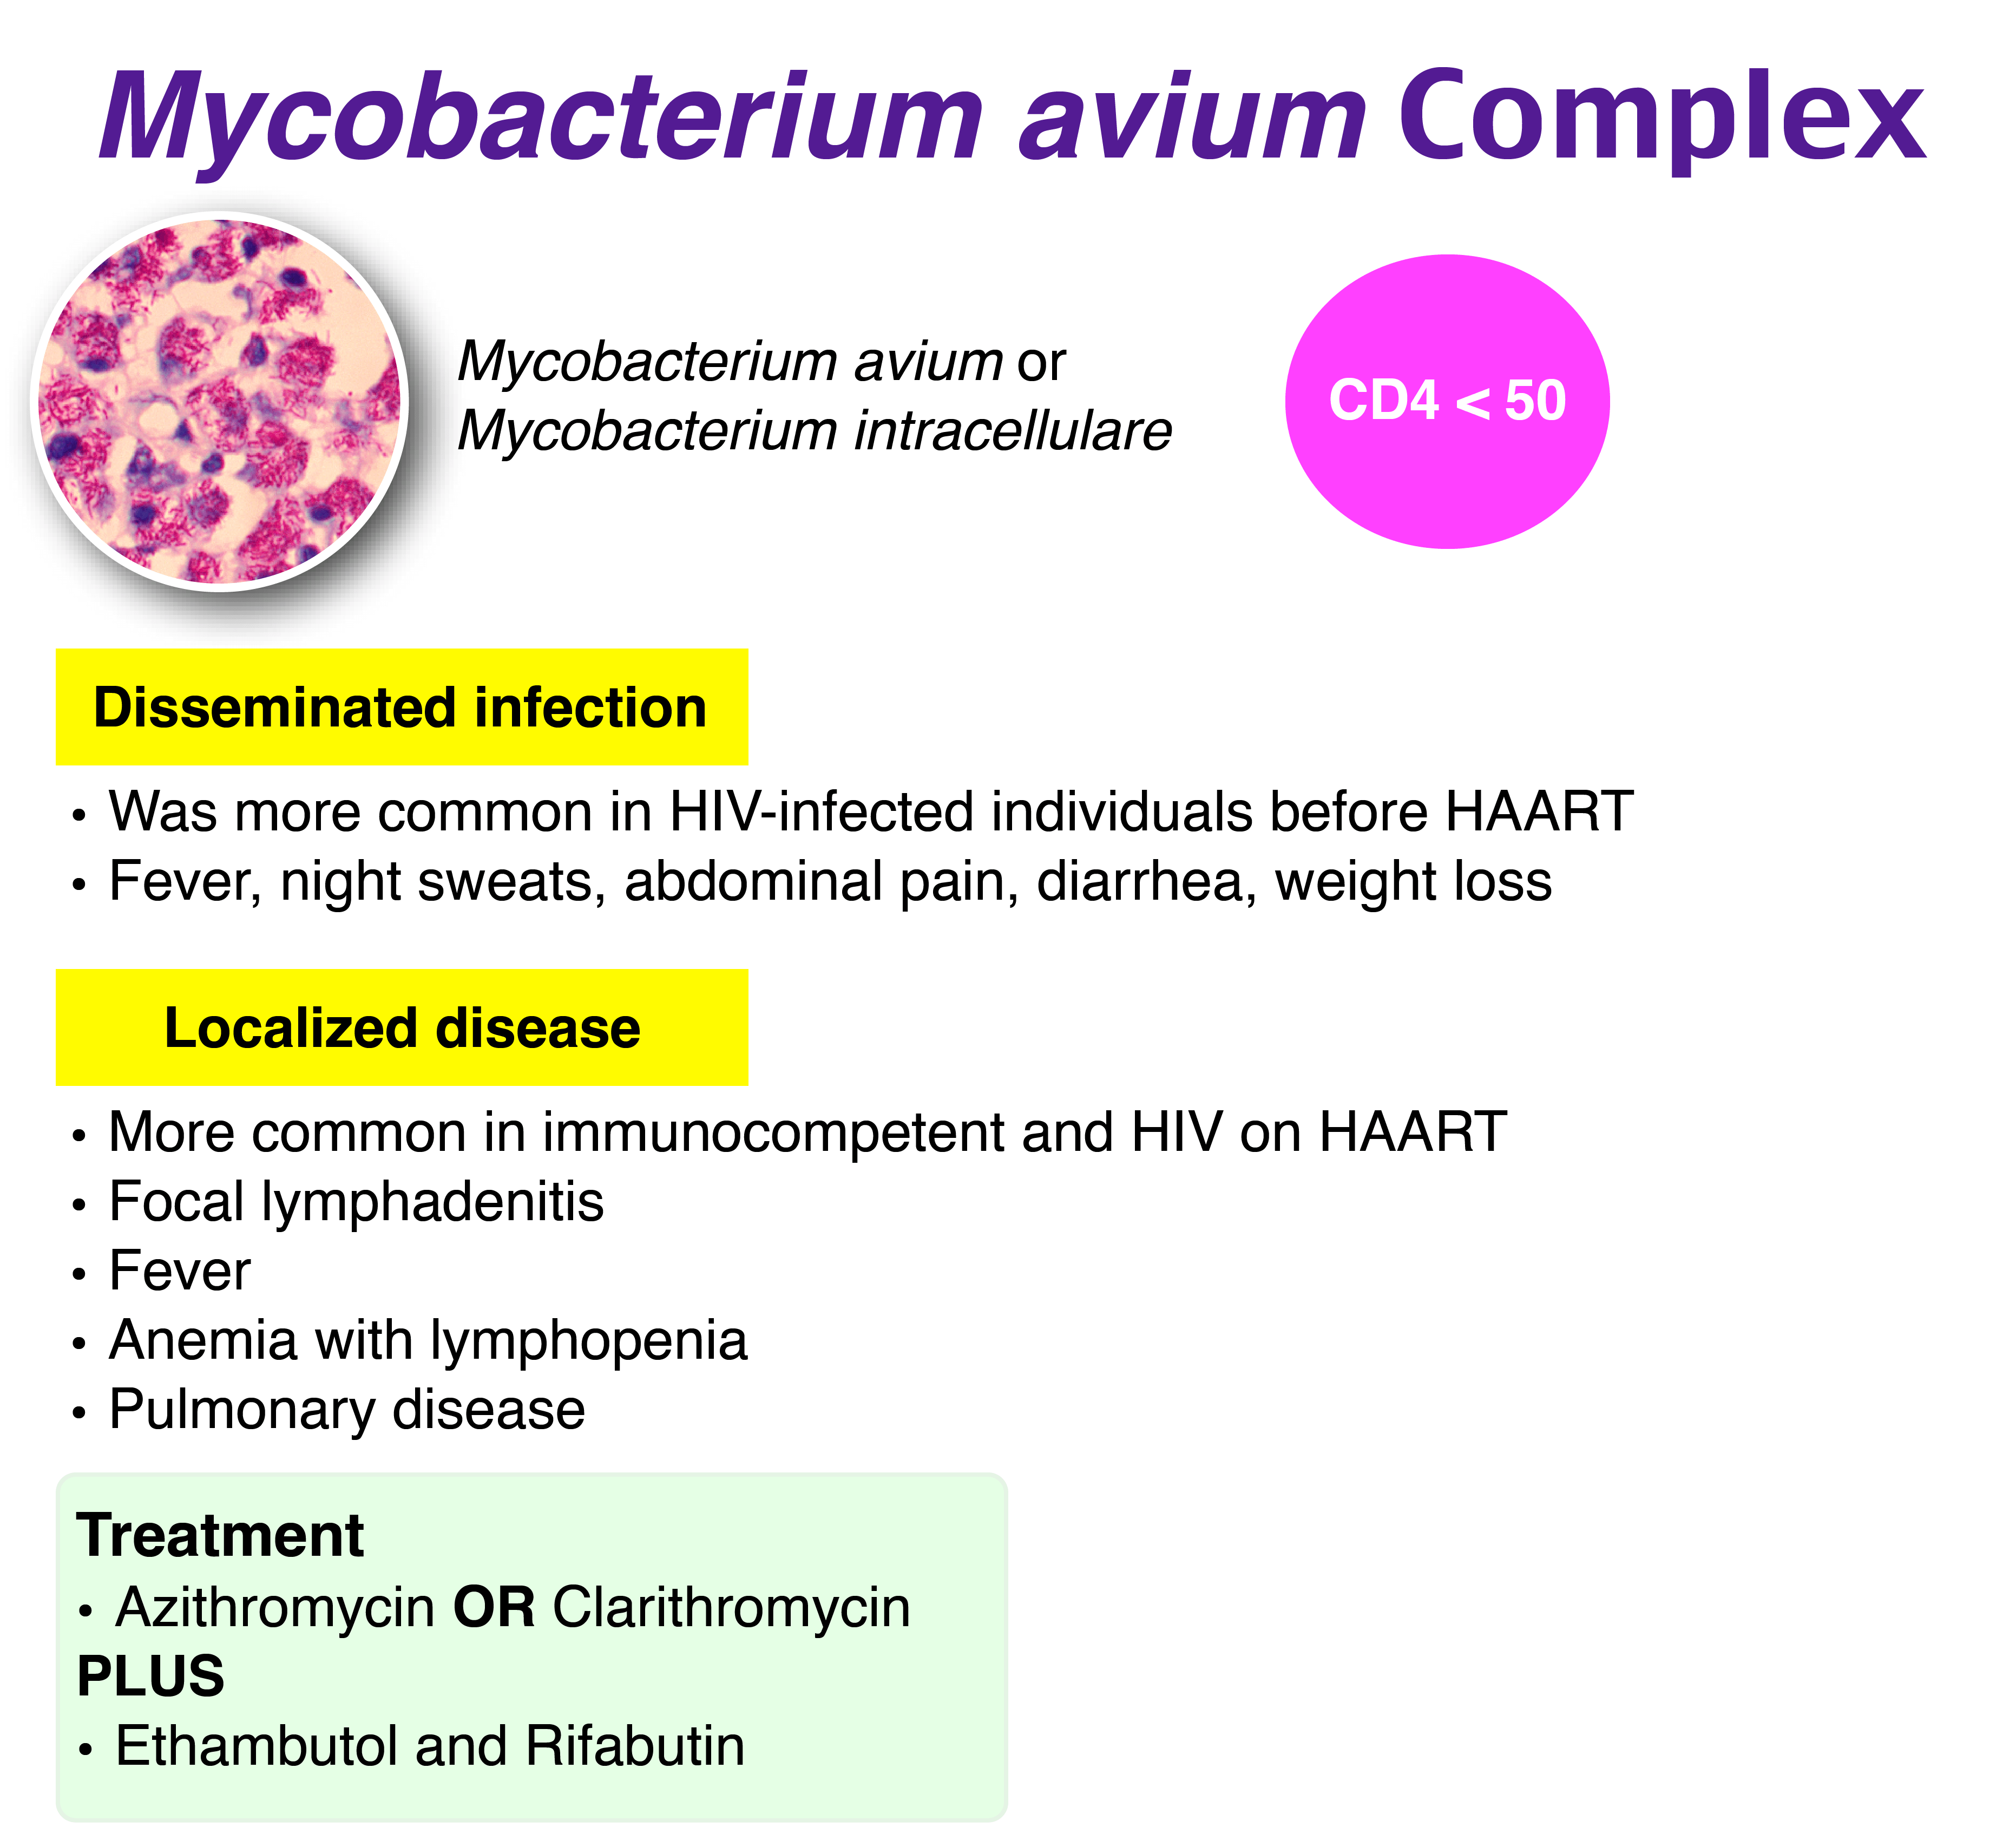 Mycobacterium avium Complex
Mycobacterium avium or
Mycobacterium intracellulare
CD4 < 50
Disseminated infection
• Was more common in HIV-infected individuals before HAART
• Fever, night sweats, abdominal pain, diarrhea, weight loss
Localized disease
• More common in immunocompetent and HIV on HAART
• Focal lymphadenitis
• Fever
• Anemia with lymphopenia
• Pulmonary disease
Treatment
• Azithromycin OR Clarithromycin
PLUS
• Ethambutol and Rifabutin